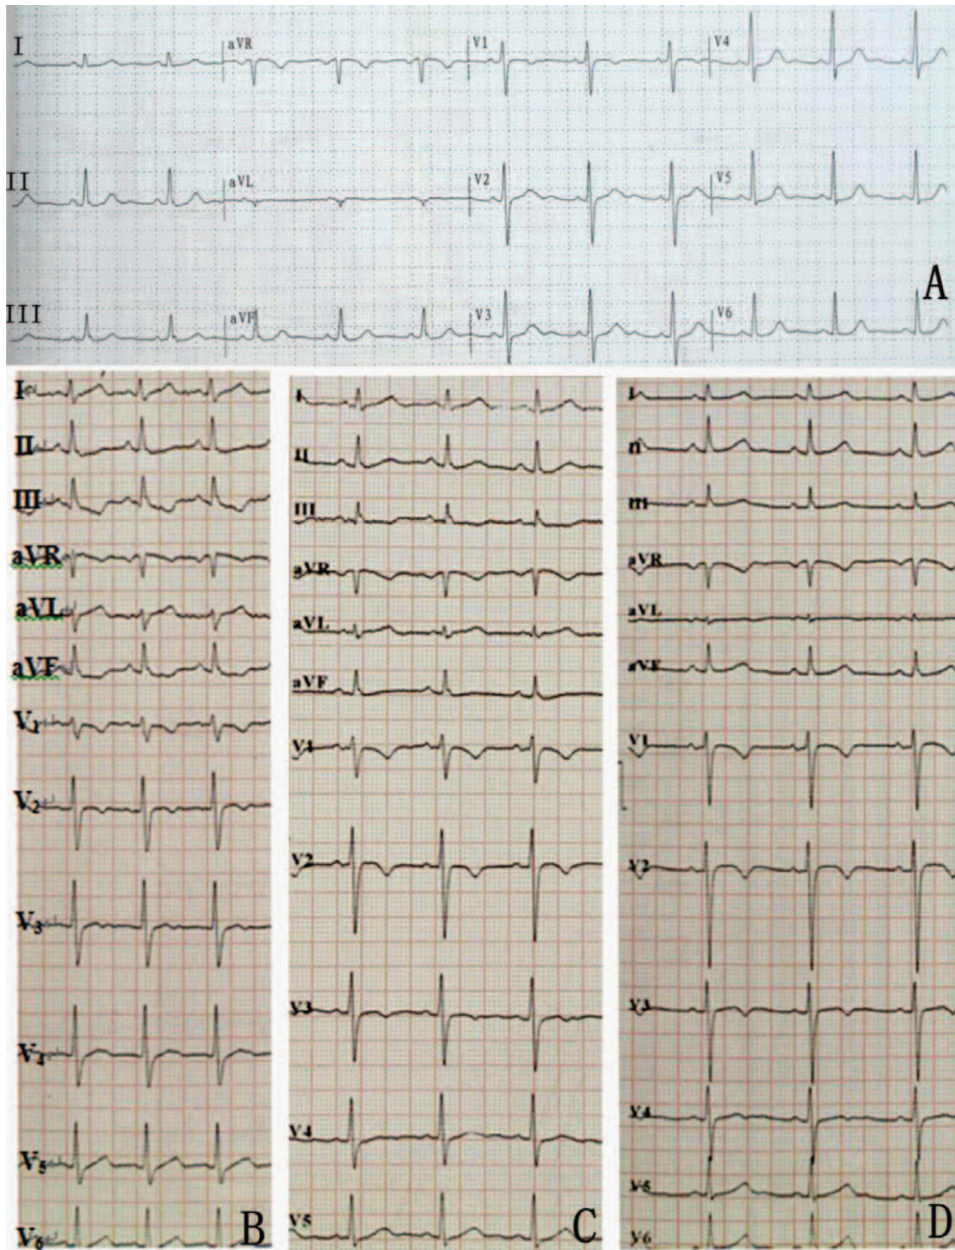 I aVR V1 V4
II aVL V2 V5
III aVF V3 V6
A
I
II
III
aVR
aVL
aVF
V1
V2
V3
V4
V5
V6
B
I
II
III
aVR
aVL
aVF
V1
V2
V3
V4
V5
C
I
II
III
aVR
aVL
aVF
V1
V2
V3
V4
V5
V6
D